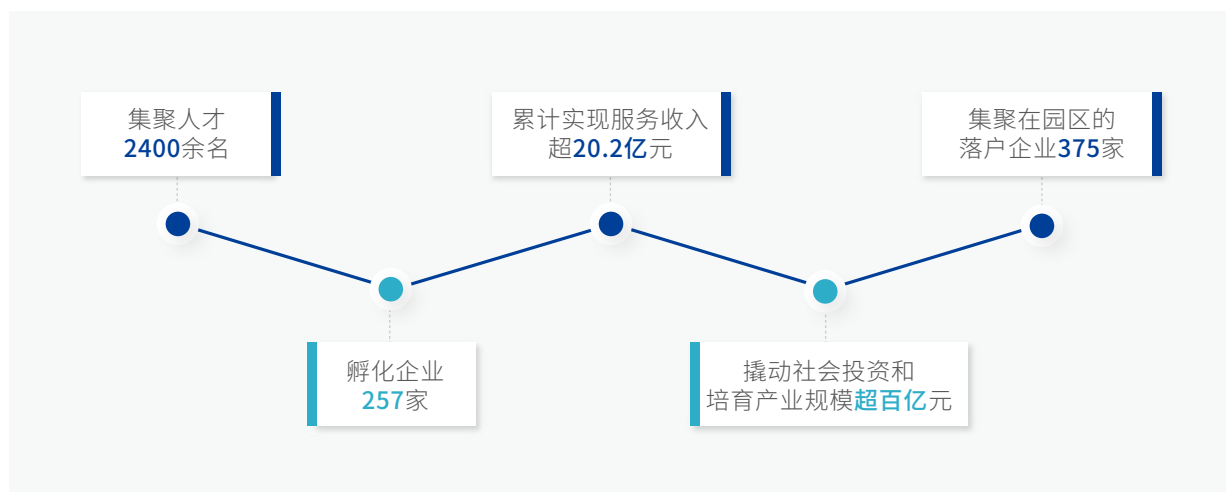 集聚人才
2400余名
累计实现服务收入
超20.2亿元
集聚在园区的
落户企业375家
孵化企业
257家
撬动社会投资和
培育产业规模超百亿元